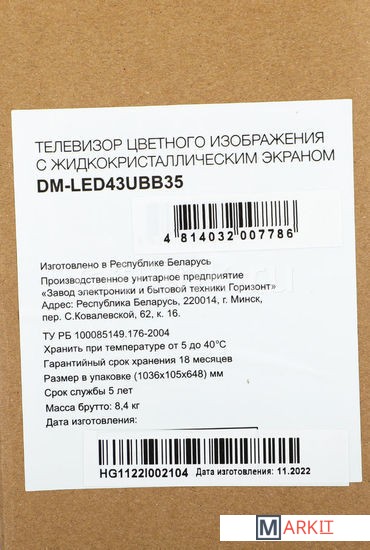 ТЕЛЕВИЗОР ЦВЕТНОГО ИЗОБРАЖЕНИЯ
С ЖИДКОКРИСТАЛЛИЧЕСКИМ ЭКРАНОМ
DM-LED43UBB35
4 814032 007786
Изготовлено в Республике Беларусь
Производственное унитарное предприятие
«Завод электроники и бытовой техники Горизонт»
Адрес: Республика Беларусь, 220014, г. Минск,
пер. С.Ковалевской, 62, к. 16.
ТУ РБ 100085149.176-2004
Хранить при температуре от 5 до 40°С
Гарантийный срок хранения 18 месяцев
Размер в упаковке (1036х105х648) мм
Срок службы 5 лет
Масса брутто: 8,4 кг
Дата изготовления:
HG1122I002104 Дата изготовления: 11.2022
MARKIT